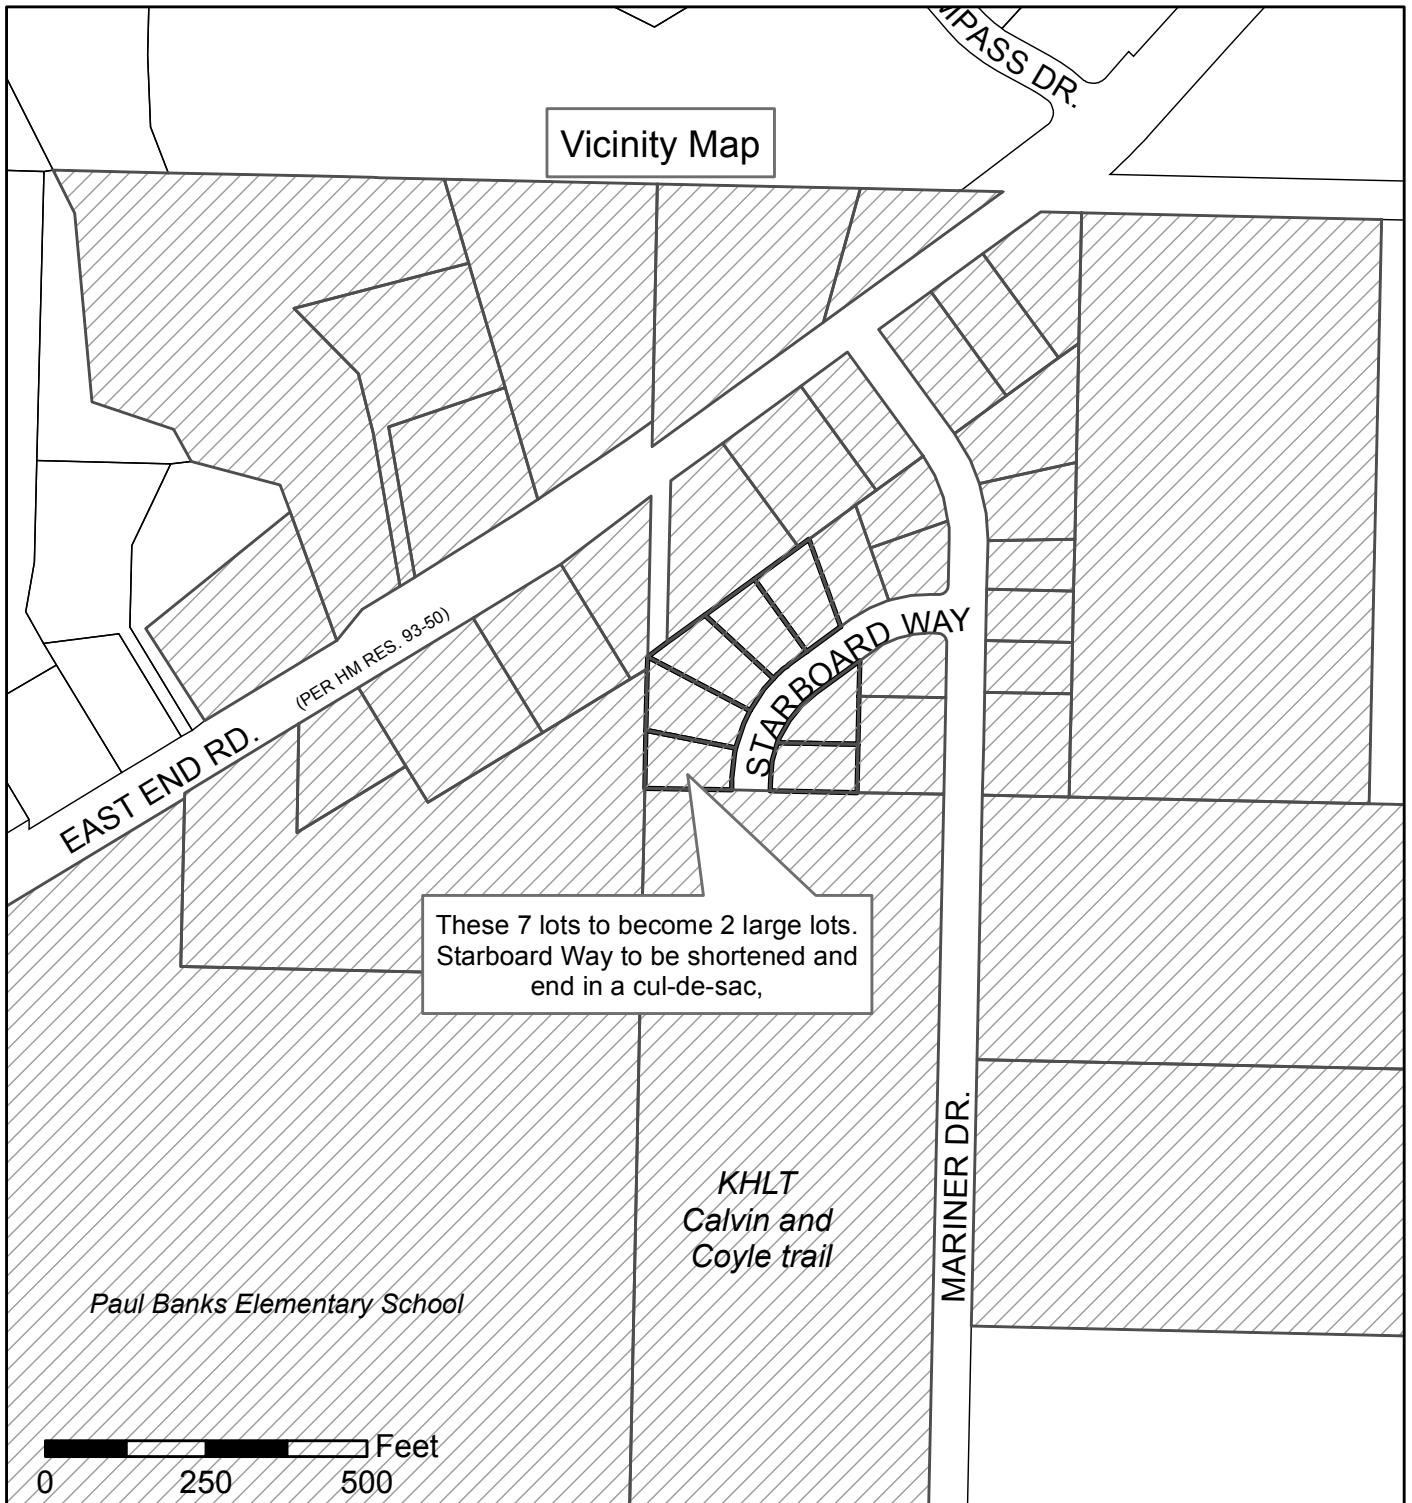 MPASS DR.
Vicinity Map
(PER HM RES. 93-50)
STARBOARD WAY
EAST END RD.
These 7 lots to become 2 large lots.
Starboard Way to be shortened and
end in a cul-de-sac,
MARINER DR.
KHLT
Calvin and
Coyle trail
Paul Banks Elementary School
Feet
0 250 500